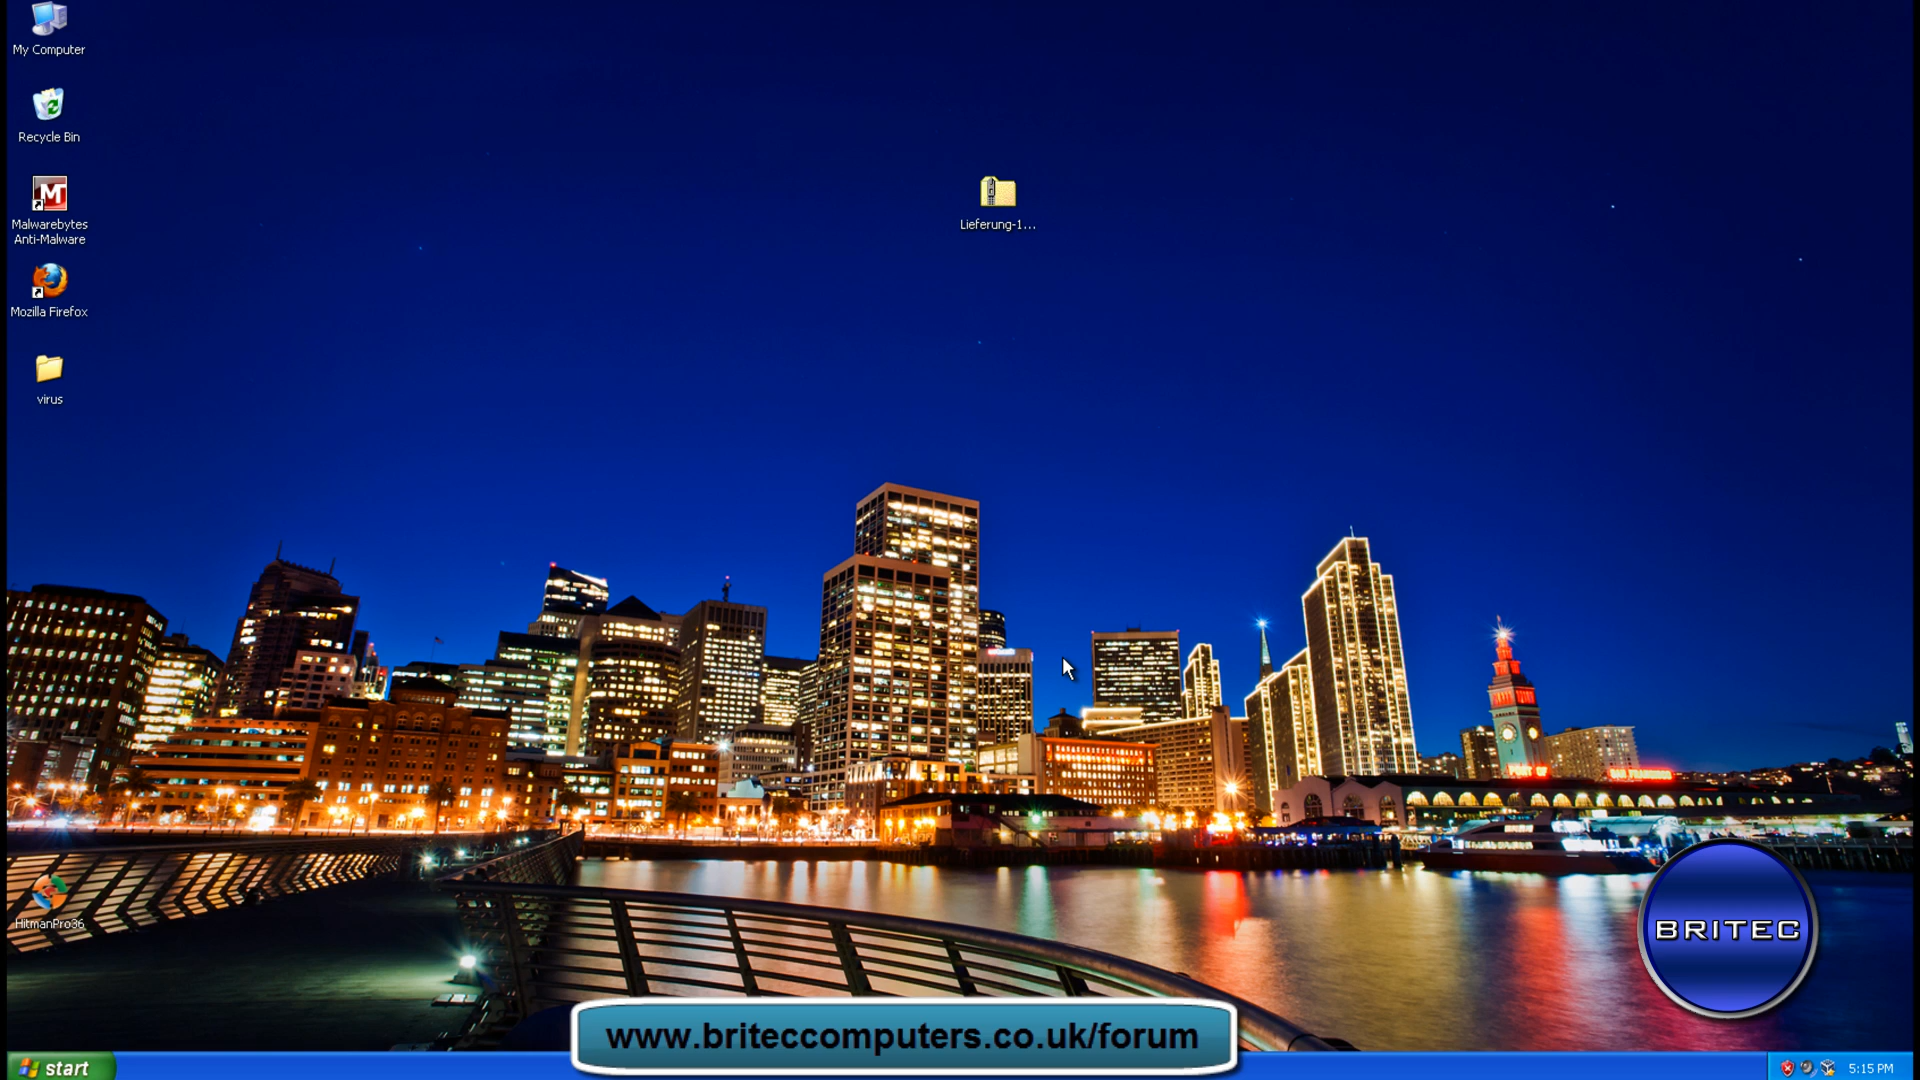 My Computer
Recycle Bin
Malwarebytes
Anti-Malware
Mozilla Firefox
virus
Lieferung-1...
HitmanPro36
BRITEC
www.briteccomputers.co.uk/forum
start
5:15 PM